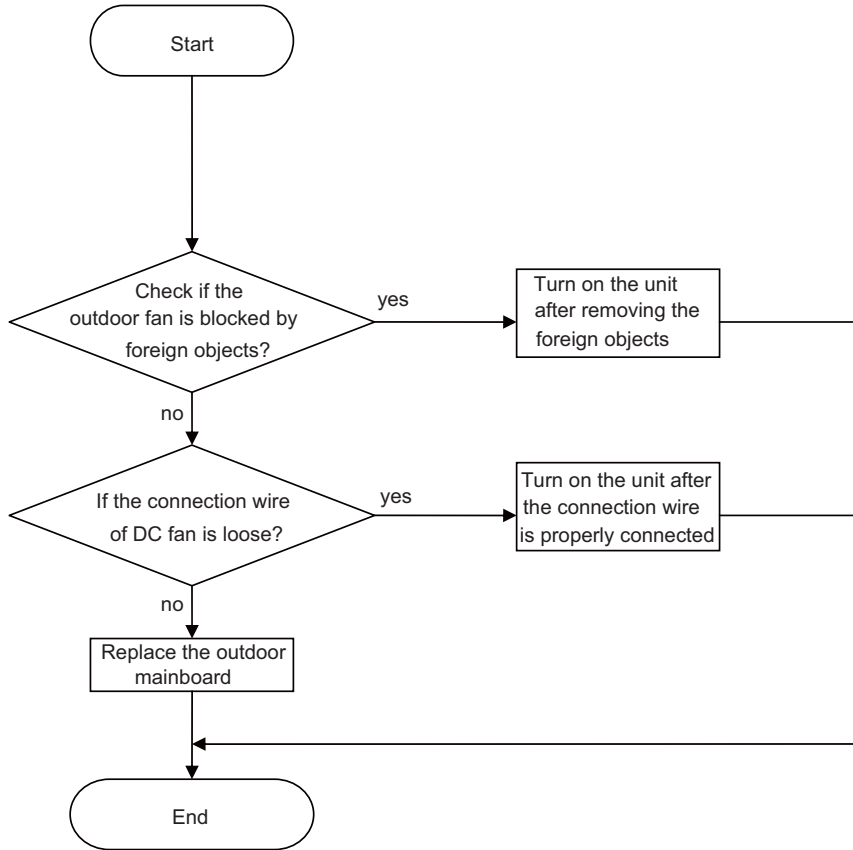 Start
Check if the
outdoor fan is blocked by
foreign objects?
yes
Turn on the unit
after removing the
foreign objects
no
If the connection wire
of DC fan is loose?
yes
Turn on the unit after
the connection wire
is properly connected
no
Replace the outdoor
mainboard
End